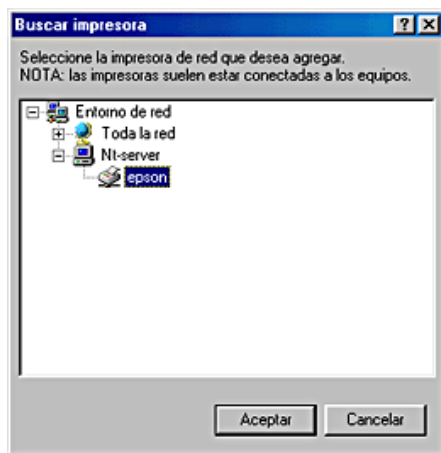 Buscar impresora
Seleccione la impresora de red que desea agregar.
NOTA: las impresoras suelen estar conectadas a los equipos.
Entorno de red
Toda la red
Nt-server
epson
Aceptar
Cancelar